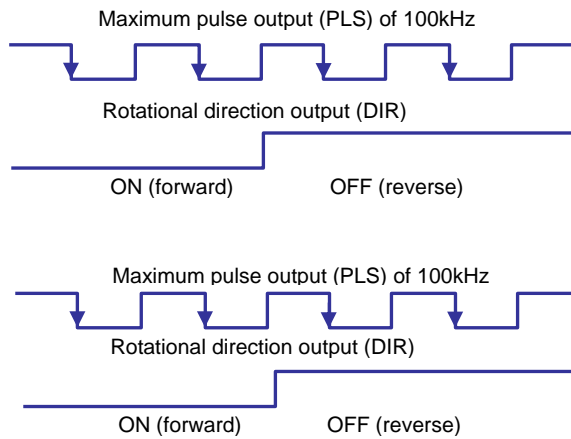 Maximum pulse output (PLS) of 100kHz
Rotational direction output (DIR)
ON (forward) OFF (reverse)
Maximum pulse output (PLS) of 100kHz
Rotational direction output (DIR)
ON (forward) OFF (reverse)